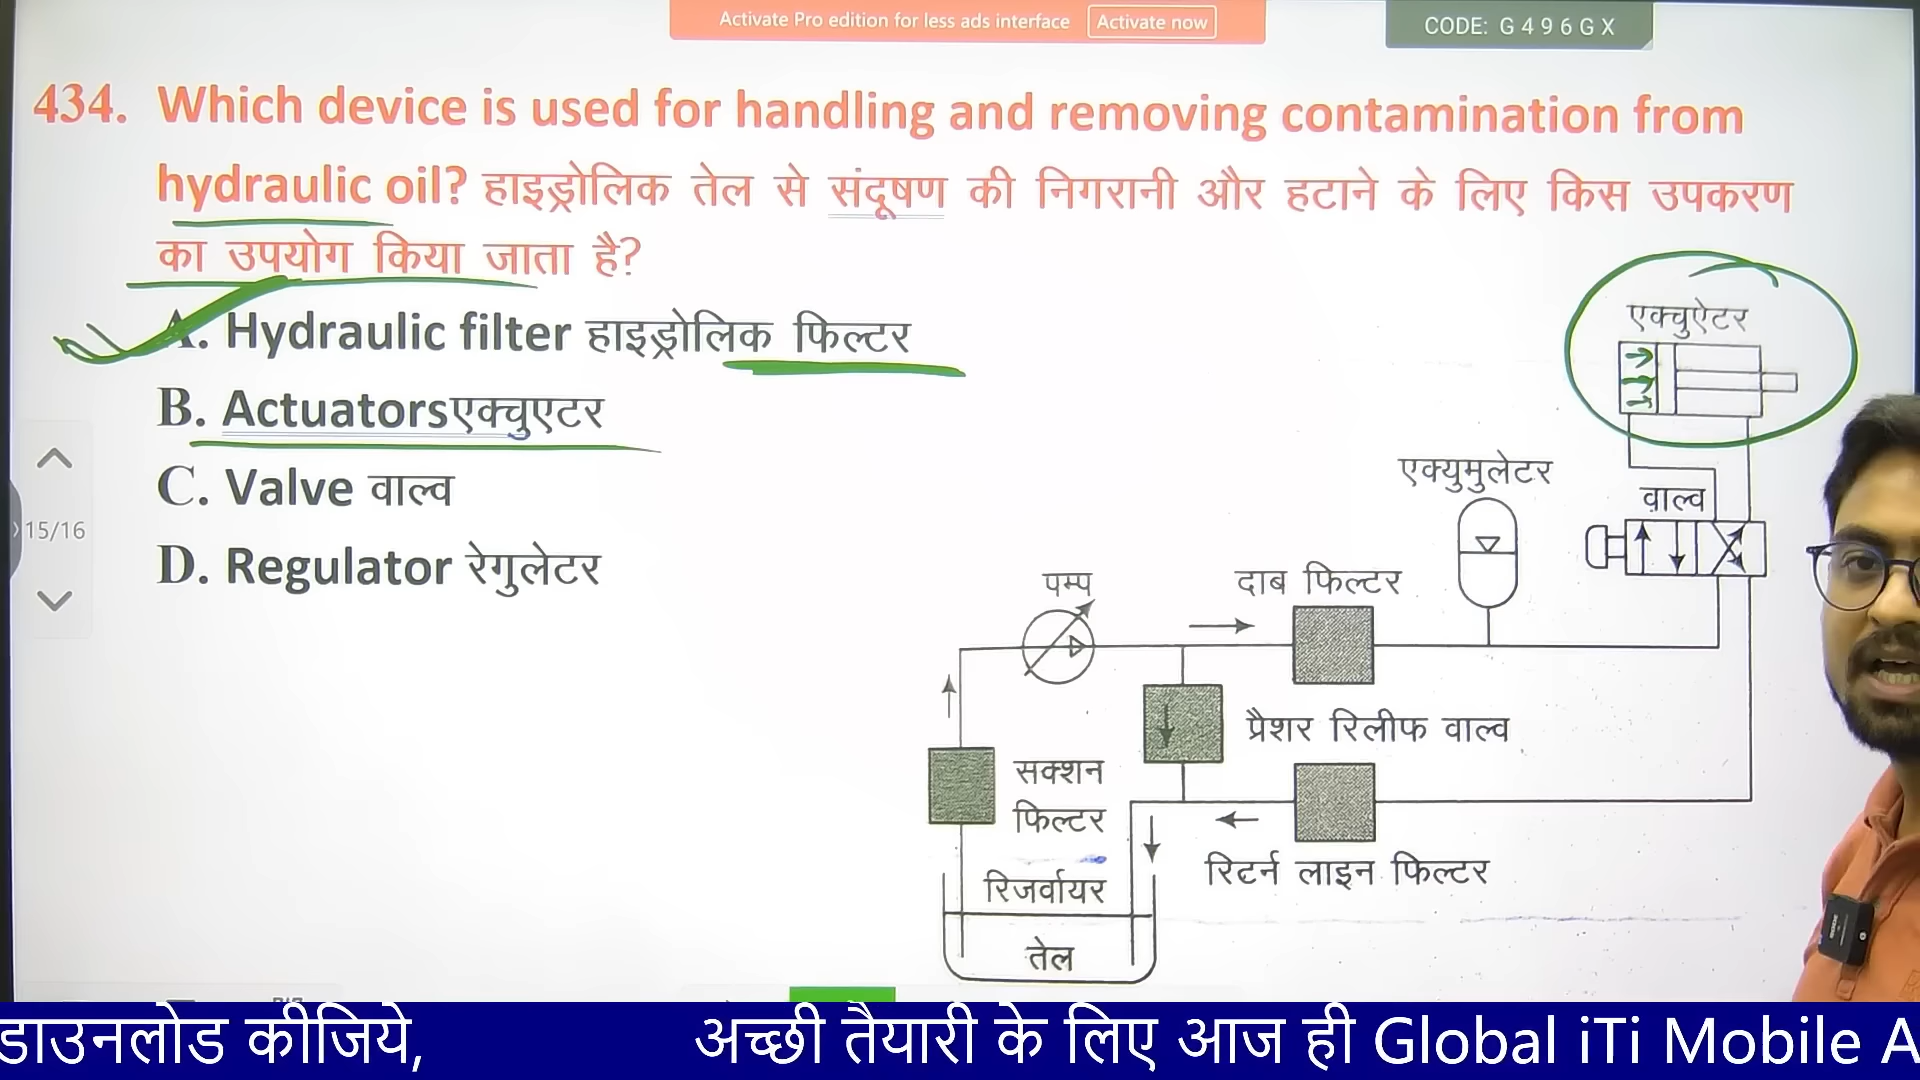 Activate Pro edition for less ads interface Activate now
CODE: G 4 9 6 G X
434. Which device is used for handling and removing contamination from
hydraulic oil? हाइड्रोलिक तेल से संदूषण की निगरानी और हटाने के लिए किस उपकरण
का उपयोग किया जाता है?
A. Hydraulic filter हाइड्रोलिक फिल्टर
B. Actuatorsएक्चुएटर
C. Valve वाल्व
D. Regulator रेगुलेटर
15/16
एक्चुऐटर
एक्युमुलेटर
वाल्व
पम्प
दाब फिल्टर
प्रैशर रिलीफ वाल्व
सक्शन
फिल्टर
रिटर्न लाइन फिल्टर
रिजर्वायर
तेल
डाउनलोड कीजिये, अच्छी तैयारी के लिए आज ही Global iTi Mobile A